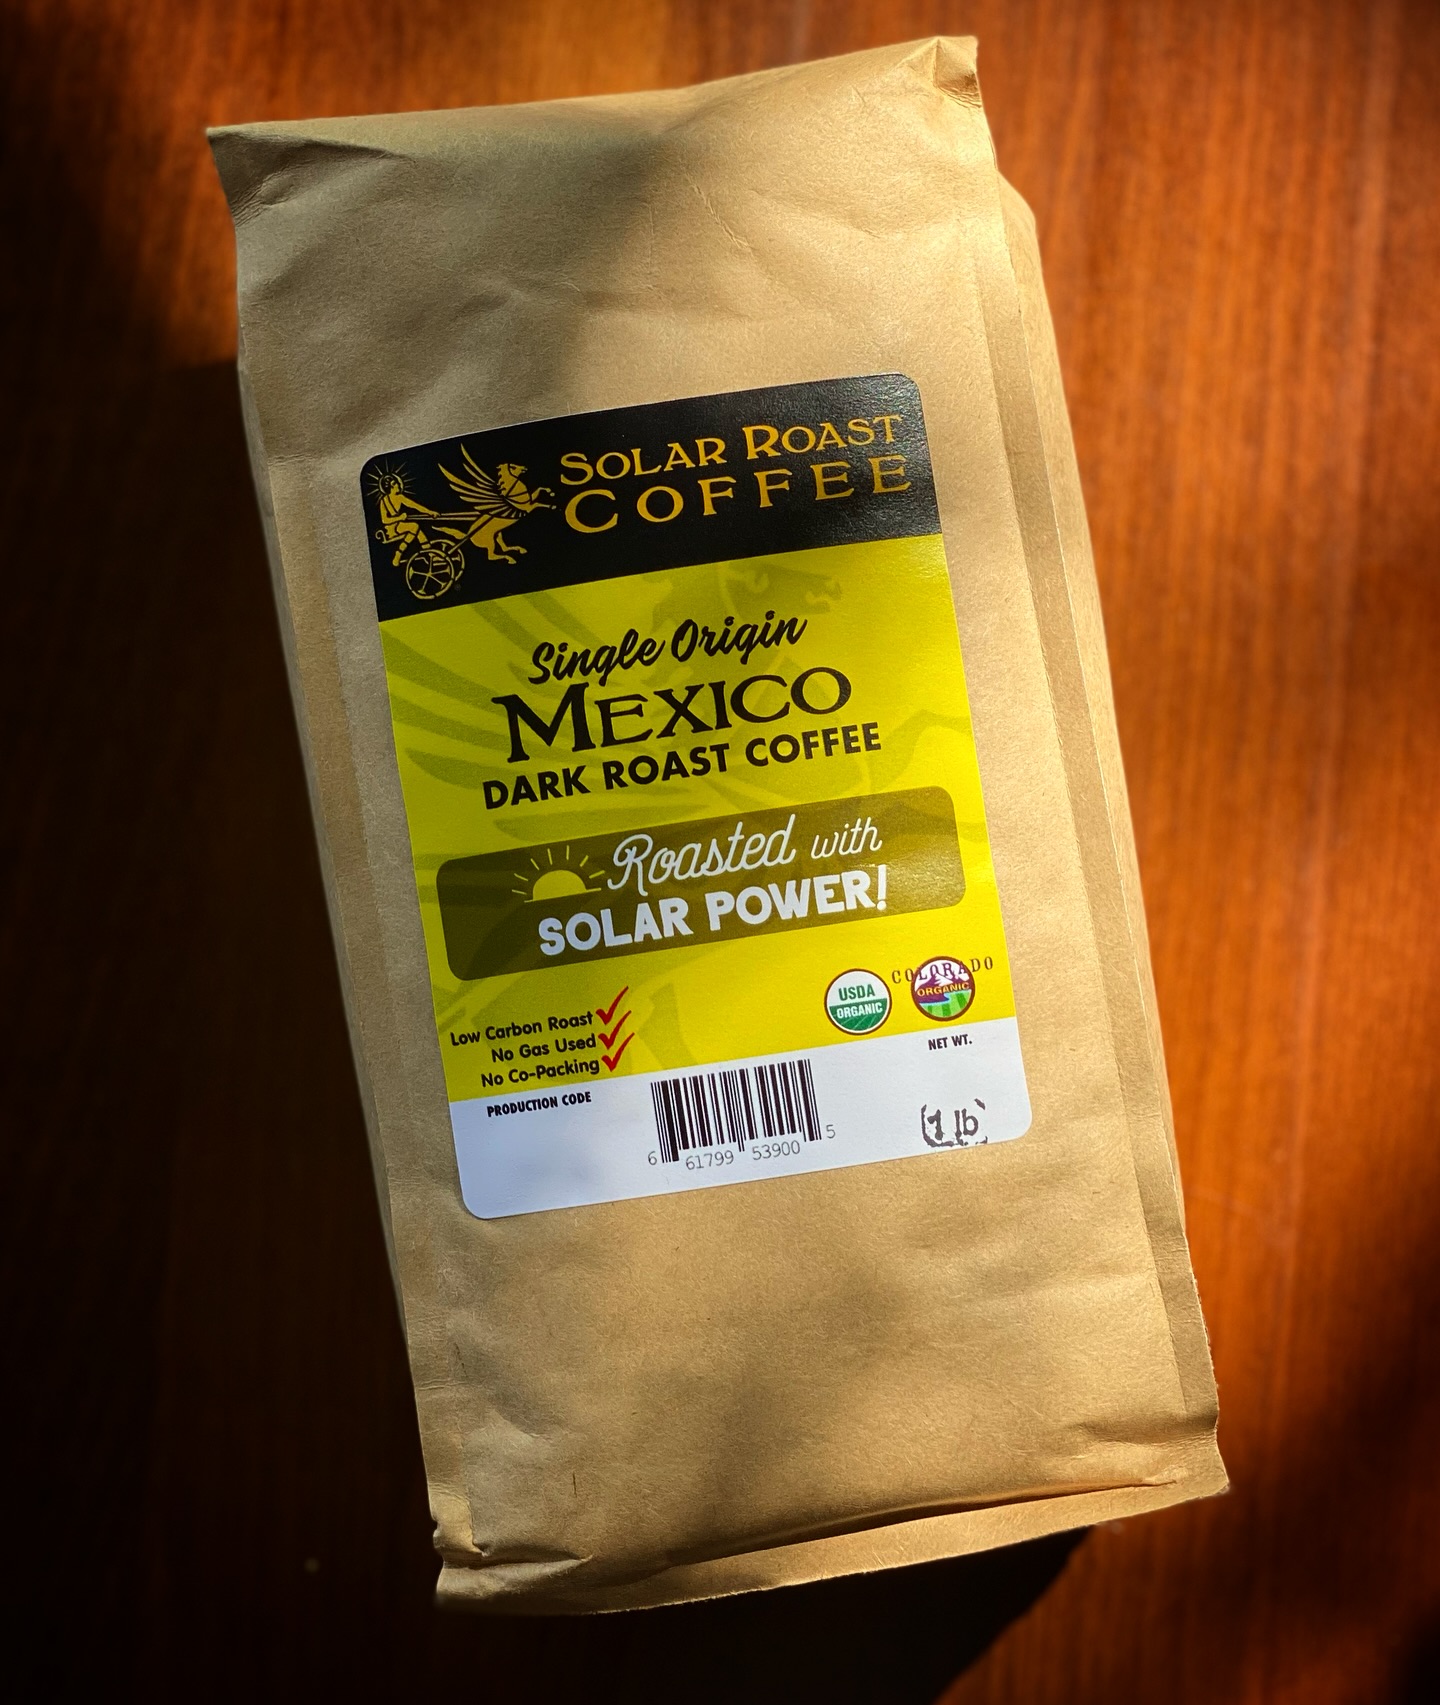 SOLAR ROAST
COFFEE
Single Origin
MEXICO
DARK ROAST COFFEE
Roasted with
SOLAR POWER!
Low Carbon Roast
No Gas Used
No Co-Packing
USDA
ORGANIC
COLORADO
ORGANIC
NET WT.
PRODUCTION CODE
6 61799 53900 5
1 lb